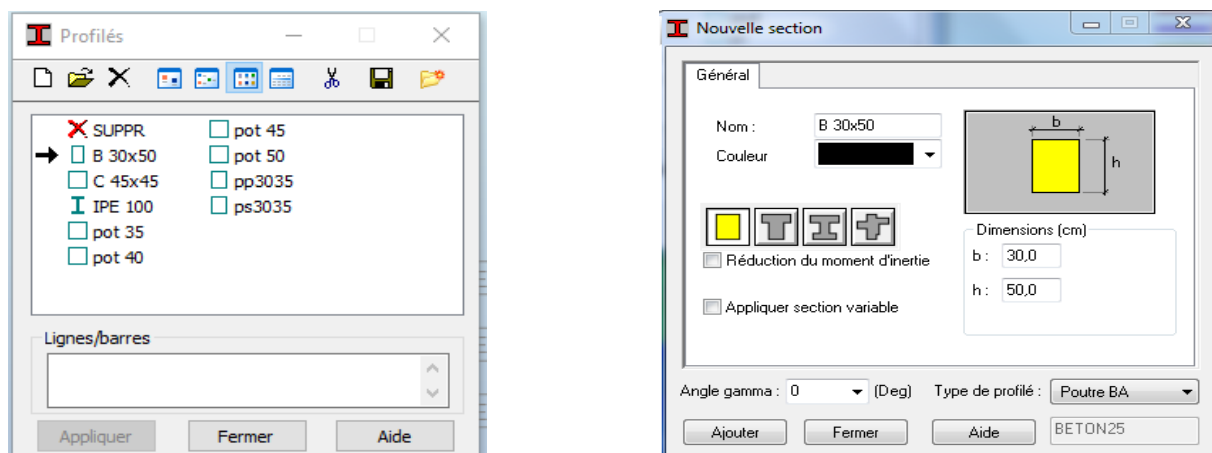 Profilés
SUPPR
B 30x50
C 45x45
IPE 100
pot 35
pot 40
pot 45
pot 50
pp3035
ps3035
Lignes/barres
Appliquer
Fermer
Aide
Nouvelle section
Général
Nom :
B 30x50
Couleur
b
h
Réduction du moment d'inertie
Appliquer section variable
Dimensions (cm)
b : 30,0
h : 50,0
Angle gamma : 0 (Deg) Type de profilé : Poutre BA
Ajouter
Fermer
Aide
BETON25